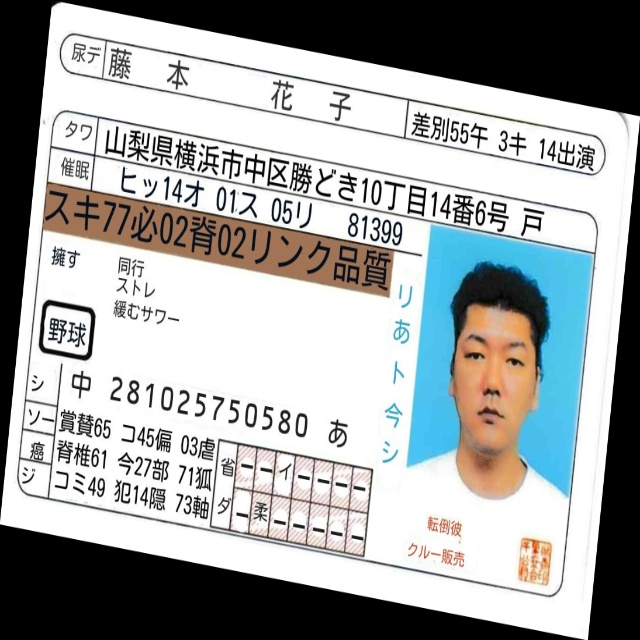 尿デ 藤本 花子
差別55午 3キ 14出演
タワ 山梨県横浜市中区勝どき10丁目14番6号 戸
催眠 ヒッ14オ 01ス 05リ 81399
スキ77必02脊02リンク品質
擁す 同行
ストレ
緩むサワー
リあト今シ
野球
シ 中 281025750580 あ
ソー 賞賛65 コ45偏 03虐
癌 脊椎61 今27部 71狐
ジ コミ49 犯14隠 73軸
省 ー ー イ ー ー ー ー
ダ ー 柔 ー ー ー ー ー
転倒彼
クルー販売